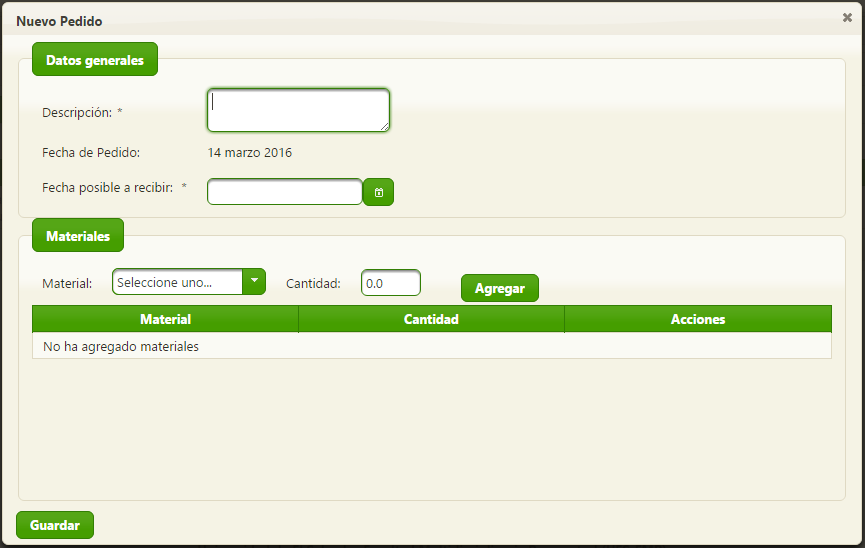 Nuevo Pedido
Datos generales
Descripción: *
Fecha de Pedido: 14 marzo 2016
Fecha posible a recibir: *
Materiales
Material: Seleccione uno... Cantidad: 0.0 Agregar
Material Cantidad Acciones
No ha agregado materiales
Guardar